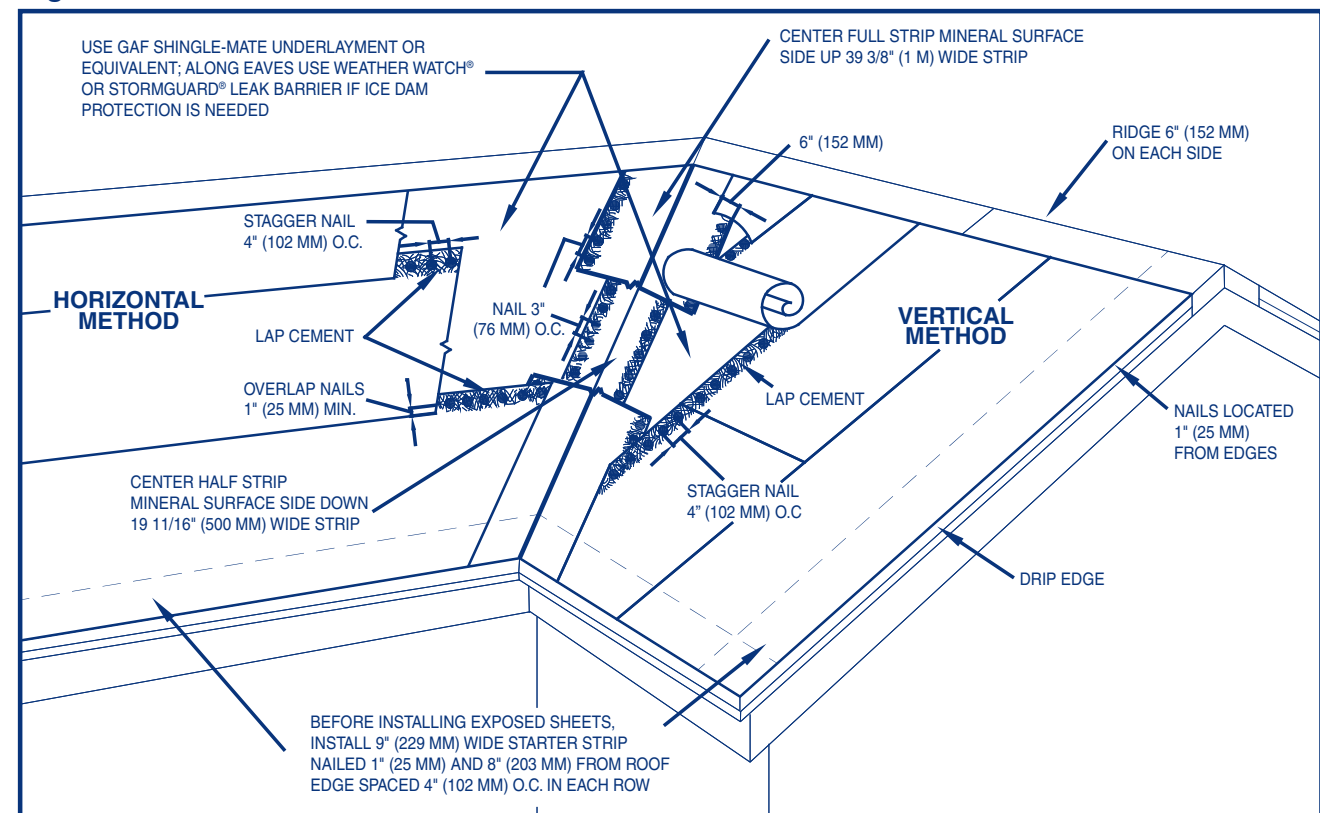 USE GAF SHINGLE-MATE UNDERLAYMENT OR
EQUIVALENT; ALONG EAVES USE WEATHER WATCH®
OR STORMGUARD® LEAK BARRIER IF ICE DAM
PROTECTION IS NEEDED
CENTER FULL STRIP MINERAL SURFACE
SIDE UP 39 3/8" (1 M) WIDE STRIP
6" (152 MM)
RIDGE 6" (152 MM)
ON EACH SIDE
STAGGER NAIL
4" (102 MM) O.C.
HORIZONTAL
METHOD
NAIL 3"
(76 MM) O.C.
VERTICAL
METHOD
LAP CEMENT
OVERLAP NAILS
1" (25 MM) MIN.
LAP CEMENT
NAILS LOCATED
1" (25 MM)
FROM EDGES
CENTER HALF STRIP
MINERAL SURFACE SIDE DOWN
19 11/16" (500 MM) WIDE STRIP
STAGGER NAIL
4” (102 MM) O.C
DRIP EDGE
BEFORE INSTALLING EXPOSED SHEETS,
INSTALL 9" (229 MM) WIDE STARTER STRIP
NAILED 1" (25 MM) AND 8" (203 MM) FROM ROOF
EDGE SPACED 4" (102 MM) O.C. IN EACH ROW